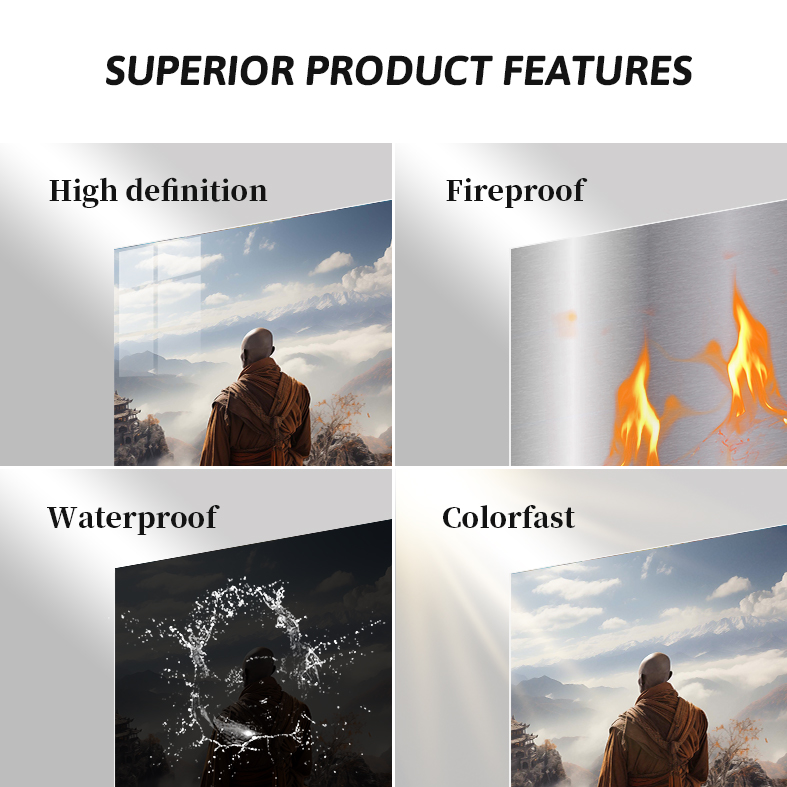 SUPERIOR PRODUCT FEATURES
High definition
Fireproof
Waterproof
Colorfast